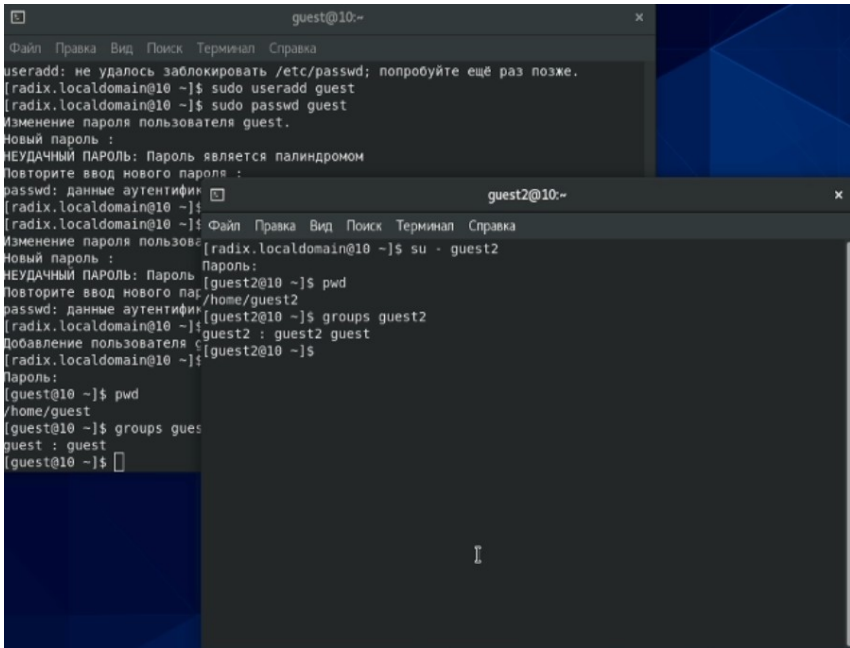 guest@10:~
Файл Правка Вид Поиск Терминал Справка
useradd: не удалось заблокировать /etc/passwd; попробуйте ещё раз позже.
[radix.localdomain@10 ~]$ sudo useradd guest
[radix.localdomain@10 ~]$ sudo passwd guest
Изменение пароля пользователя guest.
Новый пароль :
НЕУДАЧНЫЙ ПАРОЛЬ: Пароль является палиндромом
Повторите ввод нового пароля :
passwd: данные аутентифик
[radix.localdomain@10 ~]$
[radix.localdomain@10 ~]$
Изменение пароля пользова
Новый пароль :
НЕУДАЧНЫЙ ПАРОЛЬ: Пароль
Повторите ввод нового пар
passwd: данные аутентифик
[radix.localdomain@10 ~]$
Добавление пользователя
[radix.localdomain@10 ~]$
Пароль:
[guest@10 ~]$ pwd
/home/guest
[guest@10 ~]$ groups gues
guest : guest
[guest@10 ~]$
guest2@10:~
Файл Правка Вид Поиск Терминал Справка
[radix.localdomain@10 ~]$ su - guest2
Пароль:
[guest2@10 ~]$ pwd
/home/guest2
[guest2@10 ~]$ groups guest2
guest2 : guest2 guest
[guest2@10 ~]$